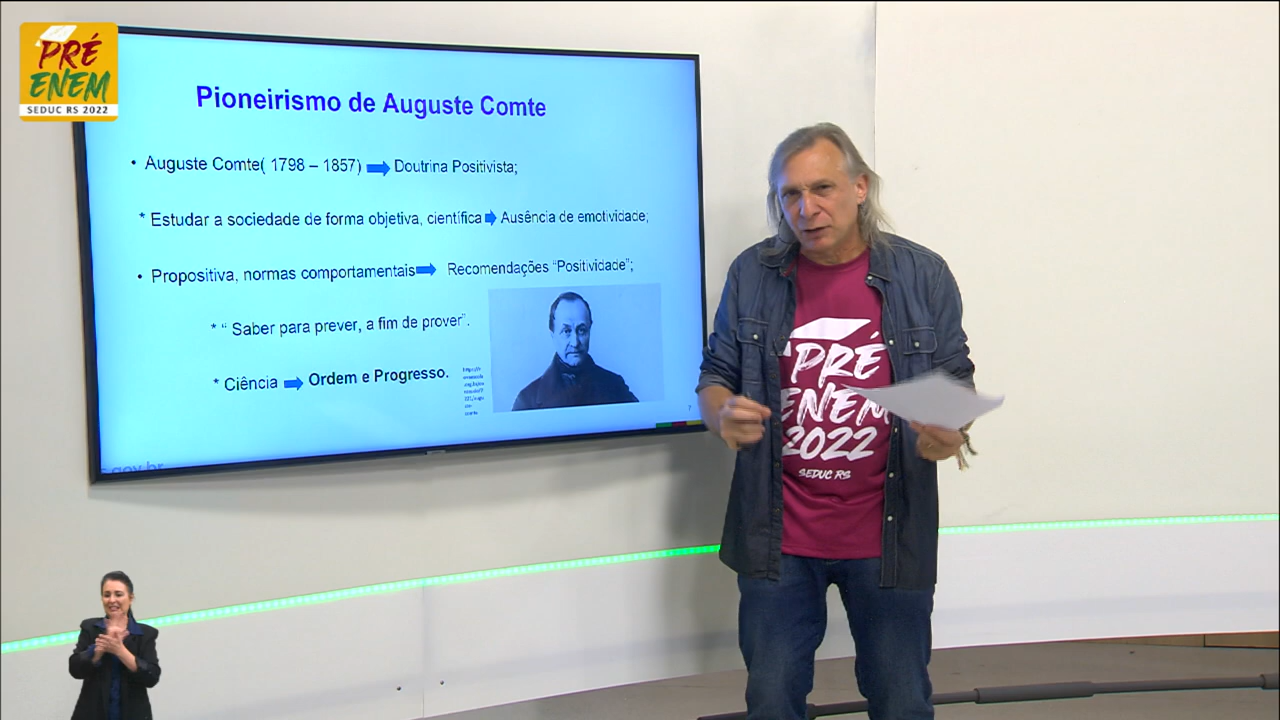 PRÉ
ENEM
SEDUC RS 2022
Pioneirismo de Auguste Comte
• Auguste Comte( 1798 – 1857) Doutrina Positivista;
* Estudar a sociedade de forma objetiva, científica Ausência de emotividade;
• Propositiva, normas comportamentais Recomendações “Positividade”;
* “ Saber para prever, a fim de prover”.
* Ciência Ordem e Progresso.
7
PRÉ
ENEM
2022
SEDUC RS